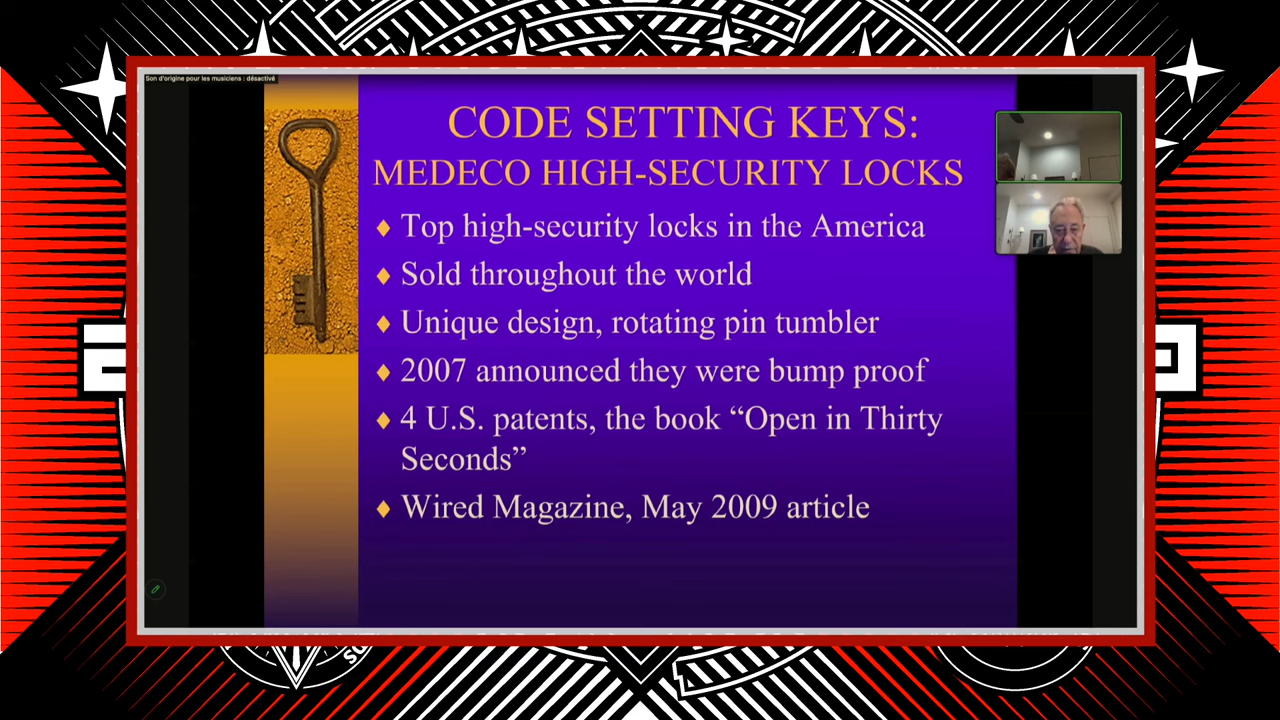 Son d'origine pour les musiciens : désactivé
CODE SETTING KEYS:
MEDECO HIGH-SECURITY LOCKS
♦ Top high-security locks in the America
♦ Sold throughout the world
♦ Unique design, rotating pin tumbler
♦ 2007 announced they were bump proof
♦ 4 U.S. patents, the book “Open in Thirty
Seconds”
♦ Wired Magazine, May 2009 article